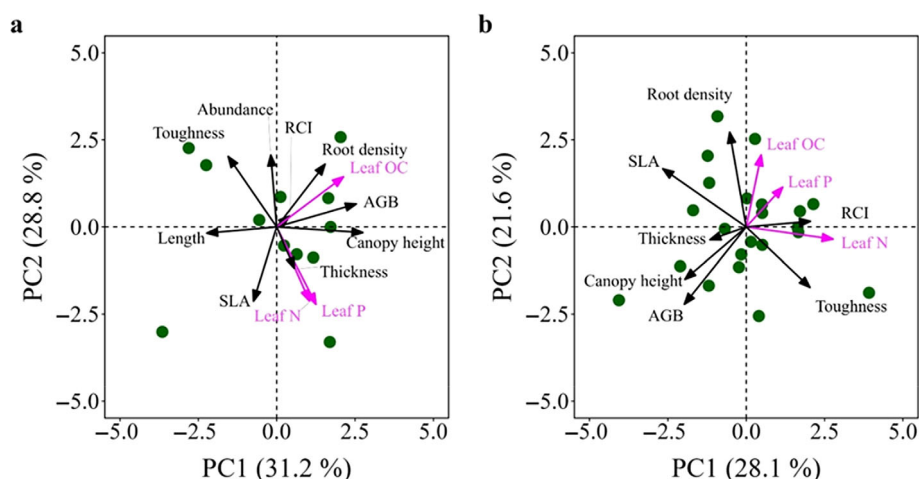 a
PC2 (28.8 %)
5.0
2.5
0.0
−2.5
−5.0
Abundance
RCI
Toughness
Root density
Leaf OC
AGB
Length
Canopy height
Thickness
SLA
Leaf N
Leaf P
−5.0
−2.5
0.0
2.5
5.0
PC1 (31.2 %)
b
PC2 (21.6 %)
5.0
2.5
0.0
−2.5
−5.0
Root density
Leaf OC
SLA
Leaf P
RCI
Thickness
Leaf N
Canopy height
AGB
Toughness
−5.0
−2.5
0.0
2.5
5.0
PC1 (28.1 %)